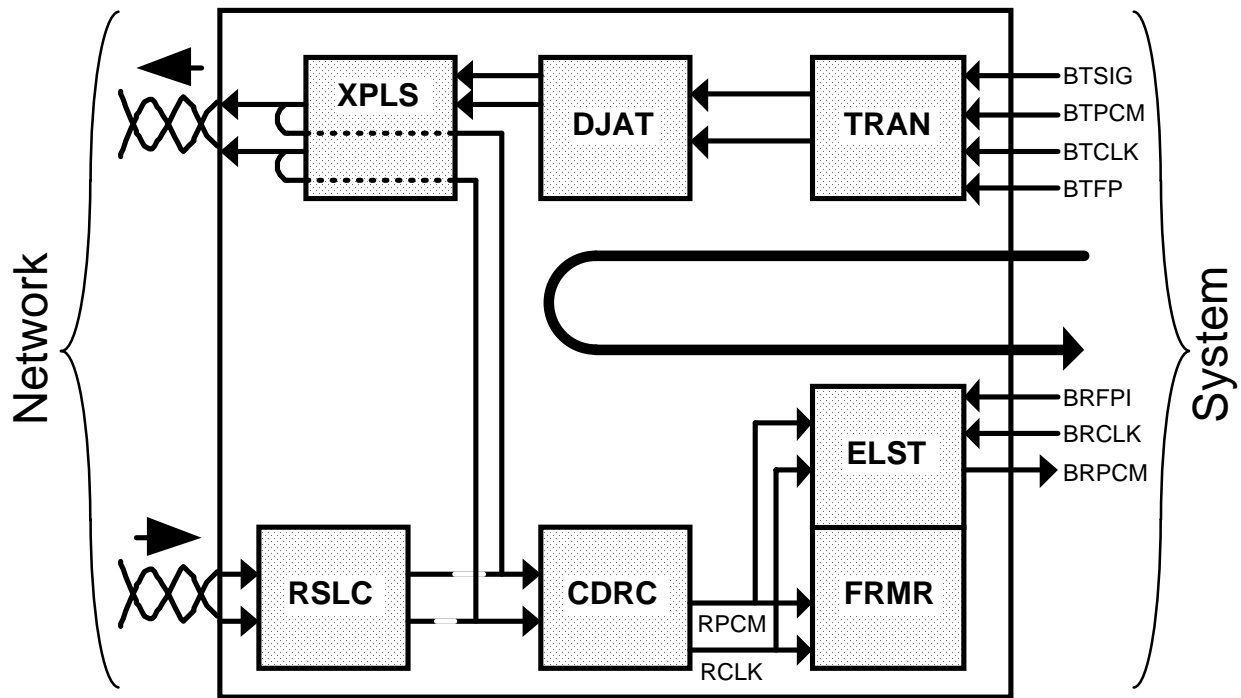 XPLS
DJAT
TRAN
BTSIG
BTPCM
BTCLK
BTFP
Network
System
ELST
BRFPI
BRCLK
BRPCM
RSLC
CDRC
FRMR
RPCM
RCLK